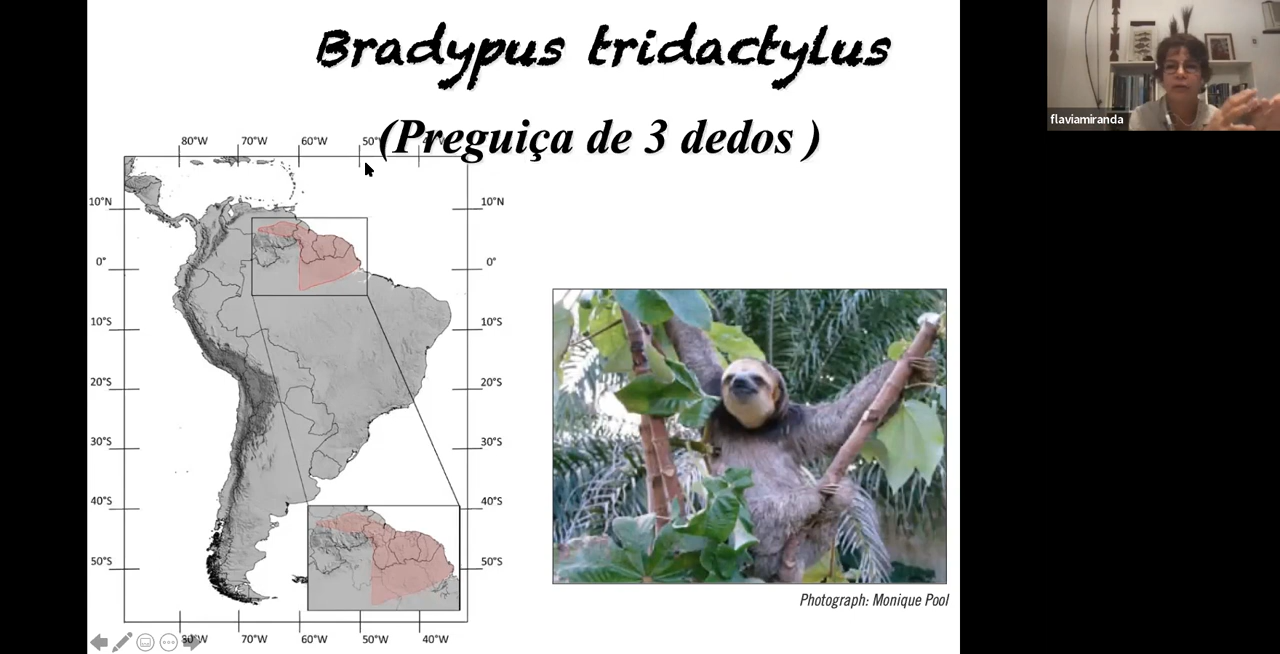 Bradypus tridactylus
flaviamiranda
(Preguiça de 3 dedos )
80°W 70°W 60°W 50°W
10°N 10°N
0° 0°
10°S 10°S
20°S 20°S
30°S 30°S
40°S 40°S
50°S 50°S
Photograph: Monique Pool
80°W 70°W 60°W 50°W 40°W